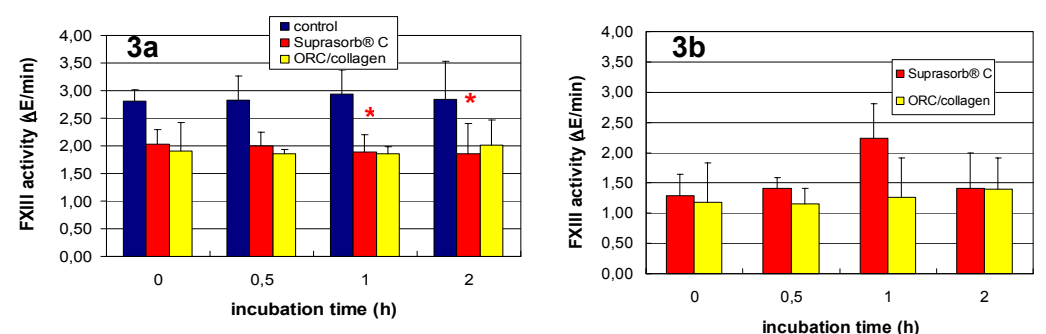 3a
control
Suprasorb® C
ORC/collagen
FXIII activity (ΔE/min)
4,00
3,50
3,00
2,50
2,00
1,50
1,00
0,50
0,00
*
*
0
0,5
1
2
incubation time (h)
3b
Suprasorb® C
ORC/collagen
FXIII activity (ΔE/min)
4,00
3,50
3,00
2,50
2,00
1,50
1,00
0,50
0,00
0
0,5
1
2
incubation time (h)